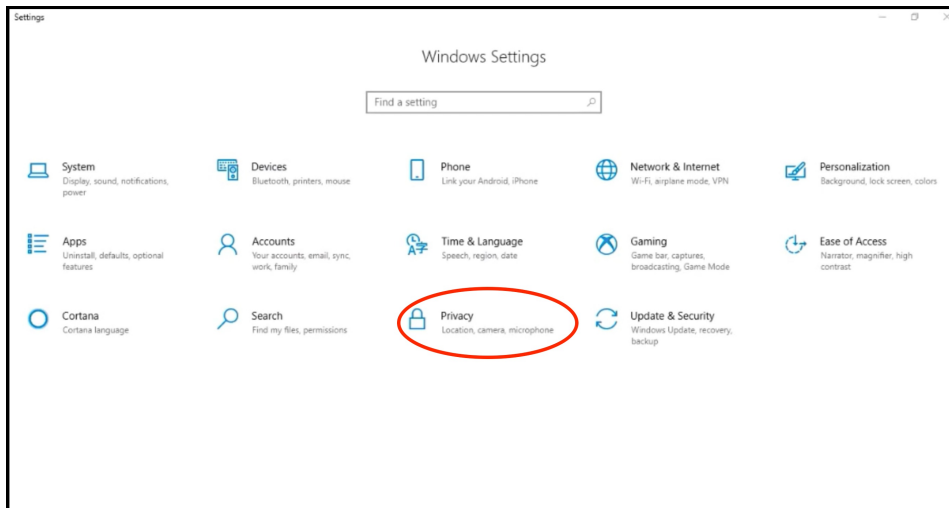 Settings
Windows Settings
Find a setting
System
Display, sound, notifications,
power
Devices
Bluetooth, printers, mouse
Phone
Link your Android, iPhone
Network & Internet
Wi-Fi, airplane mode, VPN
Personalization
Background, lock screen, colors
Apps
Uninstall, defaults, optional
features
Accounts
Your accounts, email, sync,
work, family
Time & Language
Speech, region, date
Gaming
Game bar, captures,
broadcasting, Game Mode
Ease of Access
Narrator, magnifier, high
contrast
Cortana
Cortana language
Search
Find my files, permissions
Privacy
Location, camera, microphone
Update & Security
Windows Update, recovery,
backup